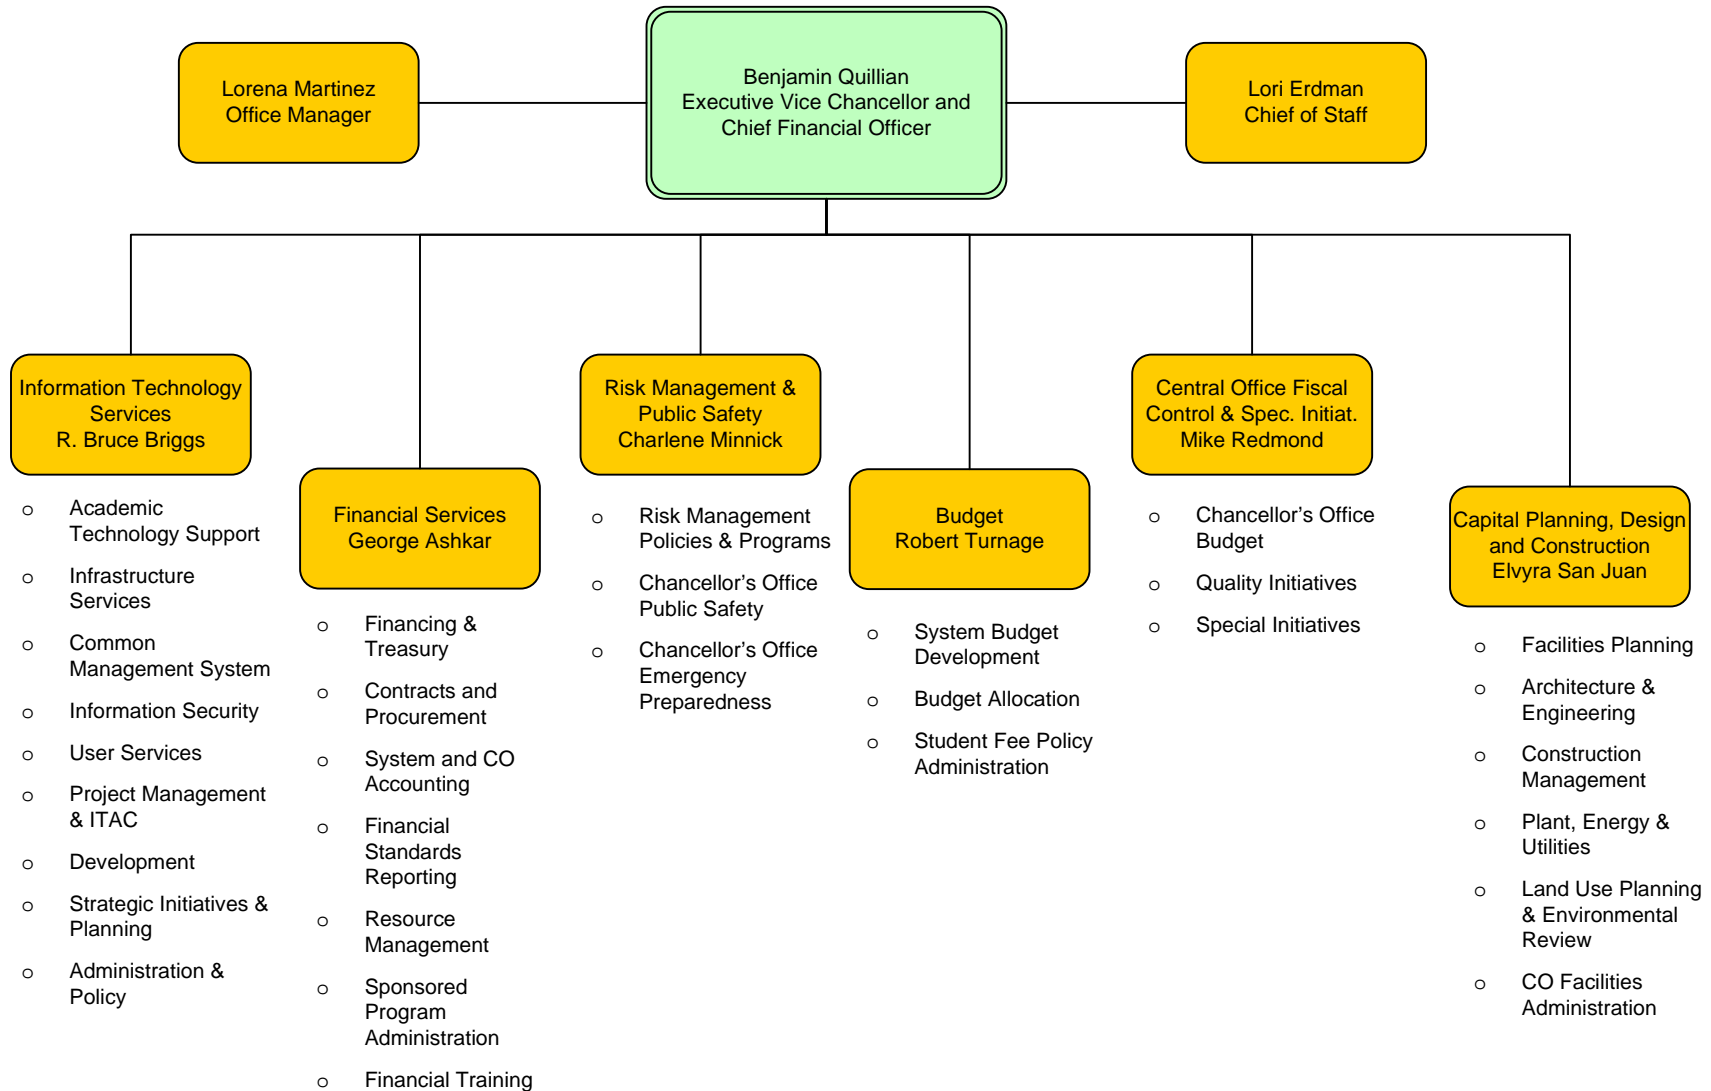 Lorena Martinez
Office Manager
Benjamin Quillian
Executive Vice Chancellor and
Chief Financial Officer
Lori Erdman
Chief of Staff
Information Technology
Services
R. Bruce Briggs
o Academic
Technology Support
o Infrastructure
Services
o Common
Management System
o Information Security
o User Services
o Project Management
& ITAC
o Development
o Strategic Initiatives &
Planning
o Administration &
Policy
Financial Services
George Ashkar
o Financing &
Treasury
o Contracts and
Procurement
o System and CO
Accounting
o Financial
Standards
Reporting
o Resource
Management
o Sponsored
Program
Administration
o Financial Training
Risk Management &
Public Safety
Charlene Minnick
o Risk Management
Policies & Programs
o Chancellor’s Office
Public Safety
o Chancellor’s Office
Emergency
Preparedness
Budget
Robert Turnage
o System Budget
Development
o Budget Allocation
o Student Fee Policy
Administration
Central Office Fiscal
Control & Spec. Initiat.
Mike Redmond
o Chancellor’s Office
Budget
o Quality Initiatives
o Special Initiatives
Capital Planning, Design
and Construction
Elvyra San Juan
o Facilities Planning
o Architecture &
Engineering
o Construction
Management
o Plant, Energy &
Utilities
o Land Use Planning
& Environmental
Review
o CO Facilities
Administration